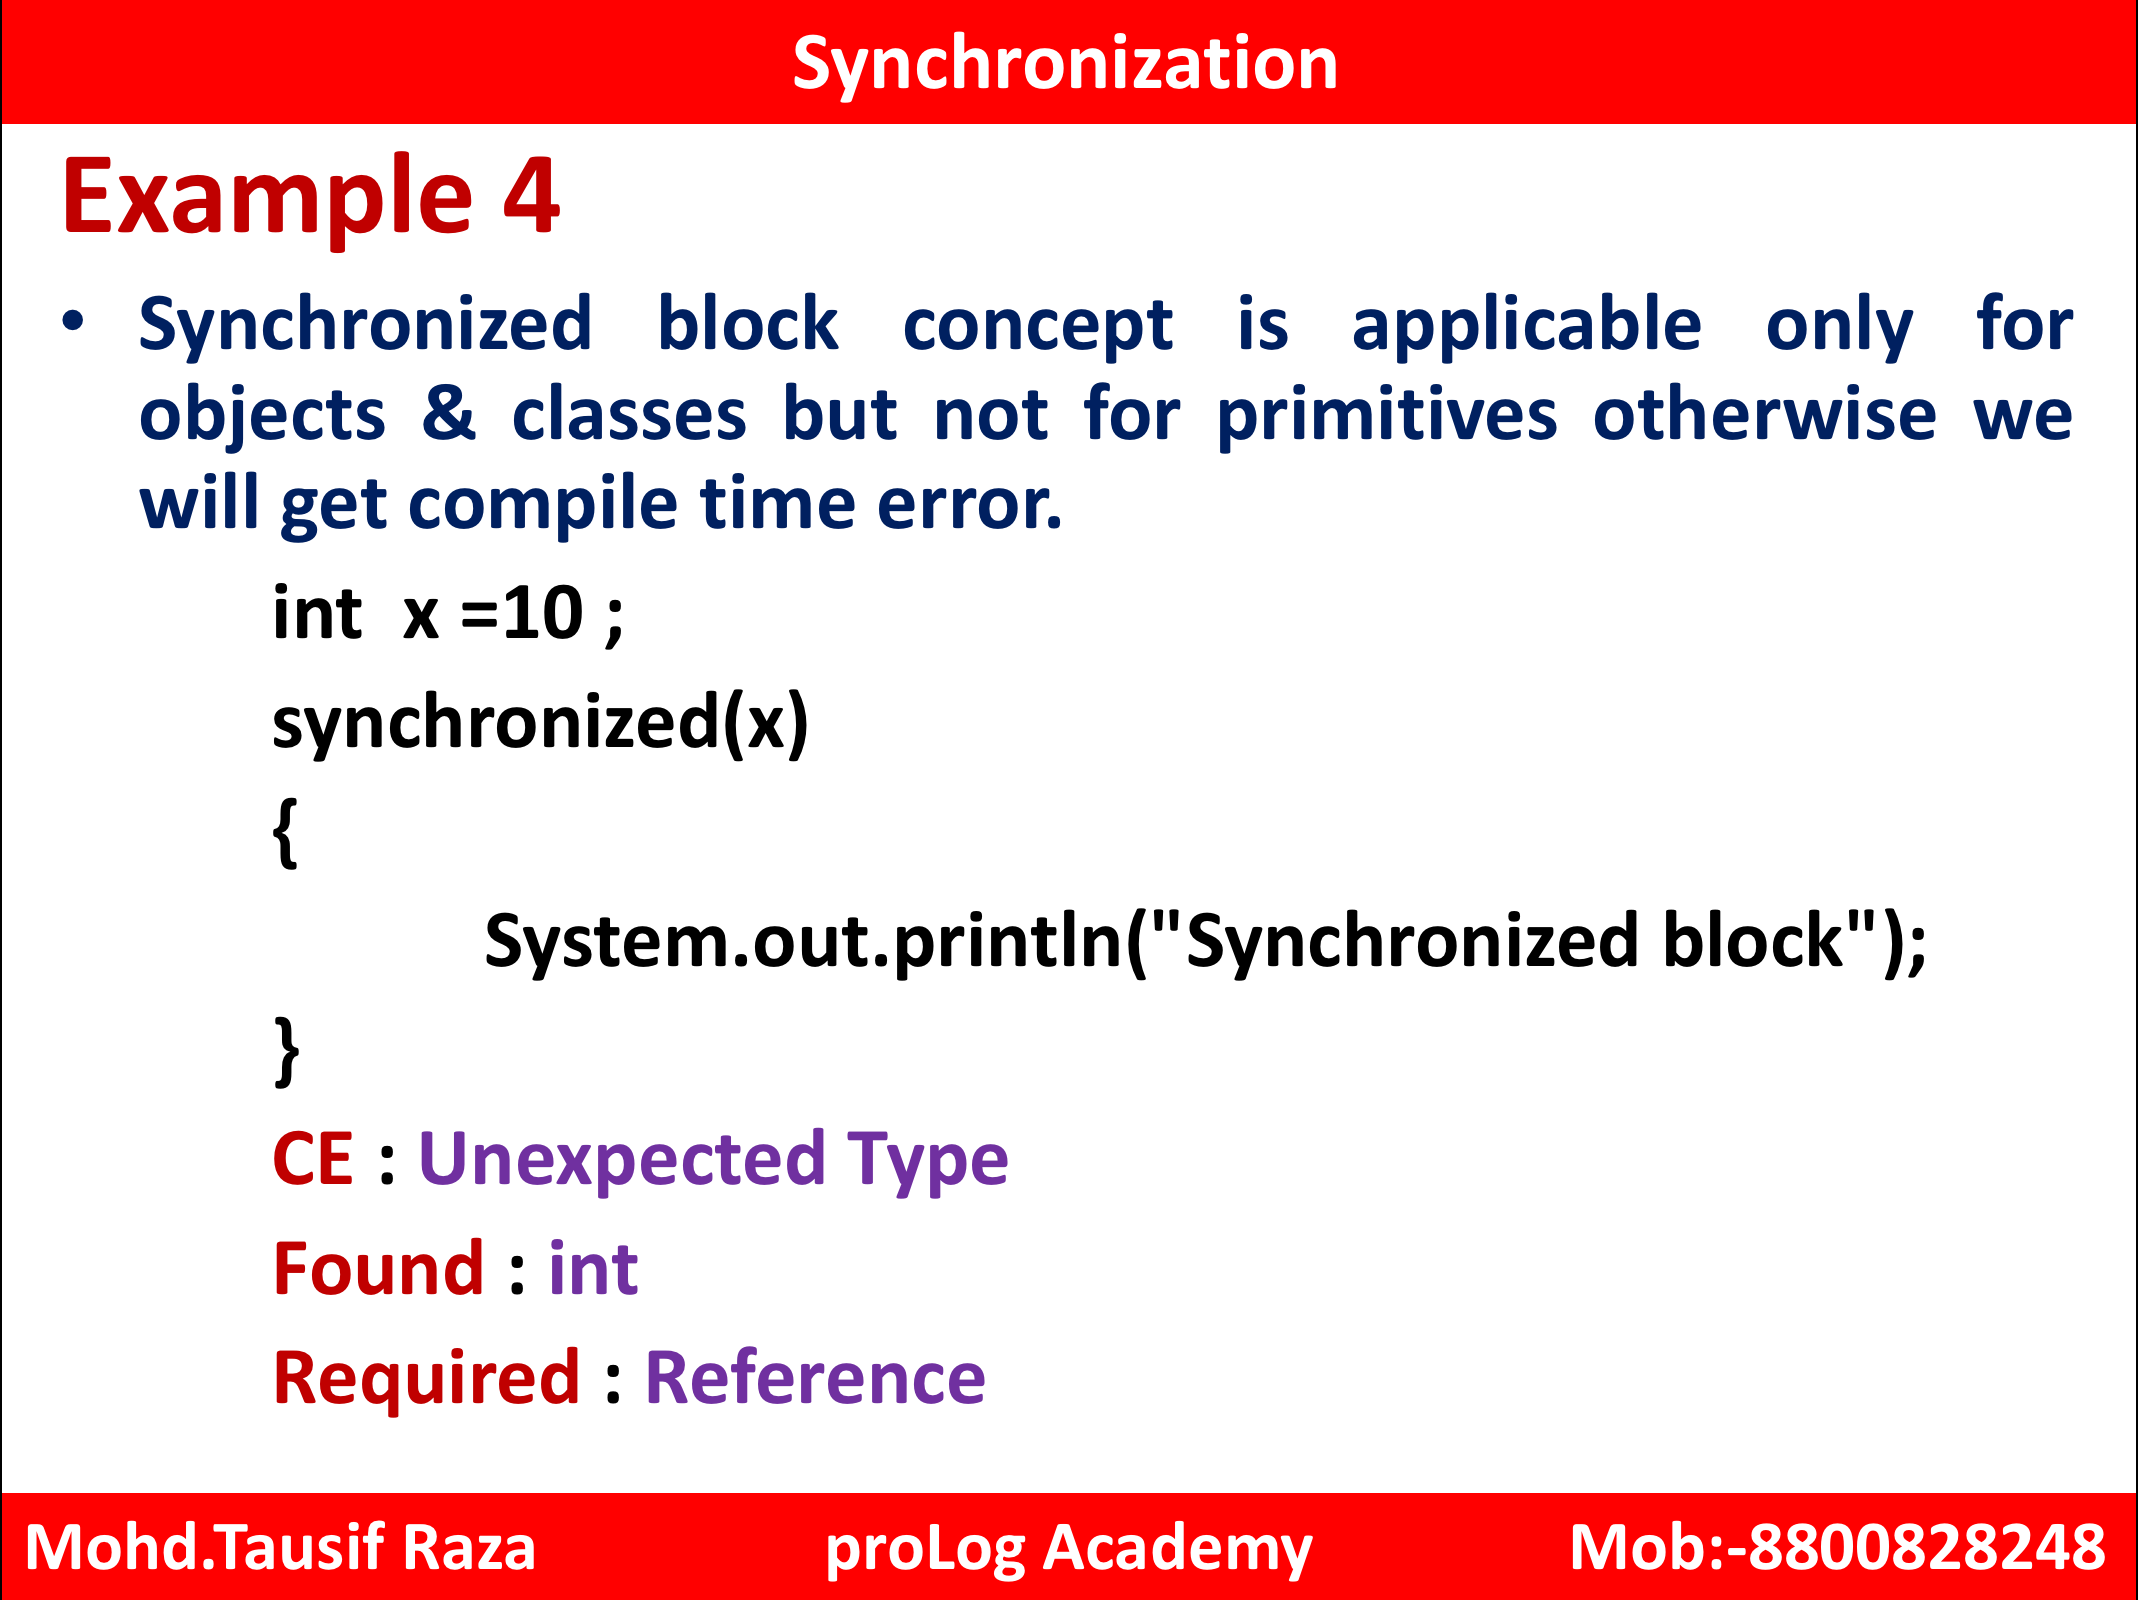 Synchronization
Example 4
• Synchronized block concept is applicable only for
objects & classes but not for primitives otherwise we
will get compile time error.
int  x =10 ;
synchronized(x)
{
System.out.println("Synchronized block");
}
CE : Unexpected Type
Found : int
Required : Reference
Mohd.Tausif Raza proLog Academy Mob:-8800828248